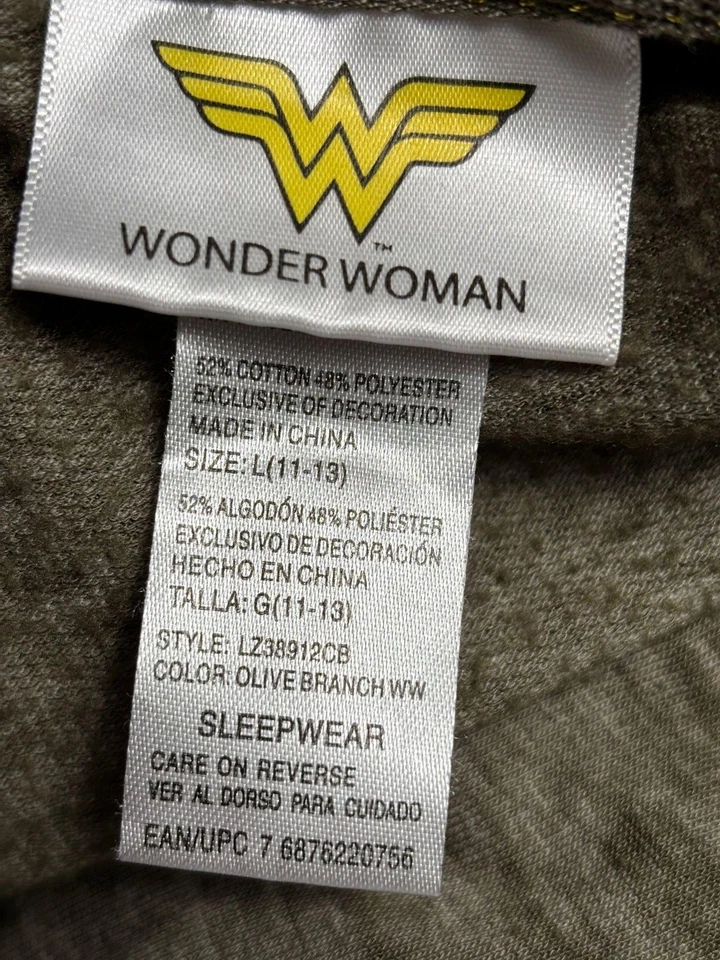 WONDER WOMAN™
52% COTTON 48% POLYESTER
EXCLUSIVE OF DECORATION
MADE IN CHINA
SIZE: L(11-13)
52% ALGODÓN 48% POLIÉSTER
EXCLUSIVO DE DECORACIÓN
HECHO EN CHINA
TALLA: G(11-13)
STYLE: LZ38912CB
COLOR: OLIVE BRANCH WW
SLEEPWEAR
CARE ON REVERSE
VER AL DORSO PARA CUIDADO
EAN/UPC 7 6876220756